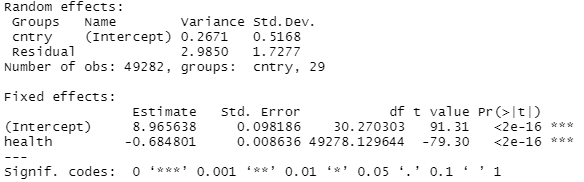 Random effects:
 Groups   Name        Variance Std.Dev.
 cntry    (Intercept) 0.2671   0.5168
 Residual             2.9850   1.7277
Number of obs: 49282, groups:  cntry, 29

Fixed effects:
                Estimate   Std. Error           df t value Pr(>|t|)
(Intercept)     8.965638     0.098186    30.270303   91.31   <2e-16 ***
health         -0.684801     0.008636 49278.129644  -79.30   <2e-16 ***
---
Signif. codes:  0 ‘***’ 0.001 ‘**’ 0.01 ‘*’ 0.05 ‘.’ 0.1 ‘ ’ 1